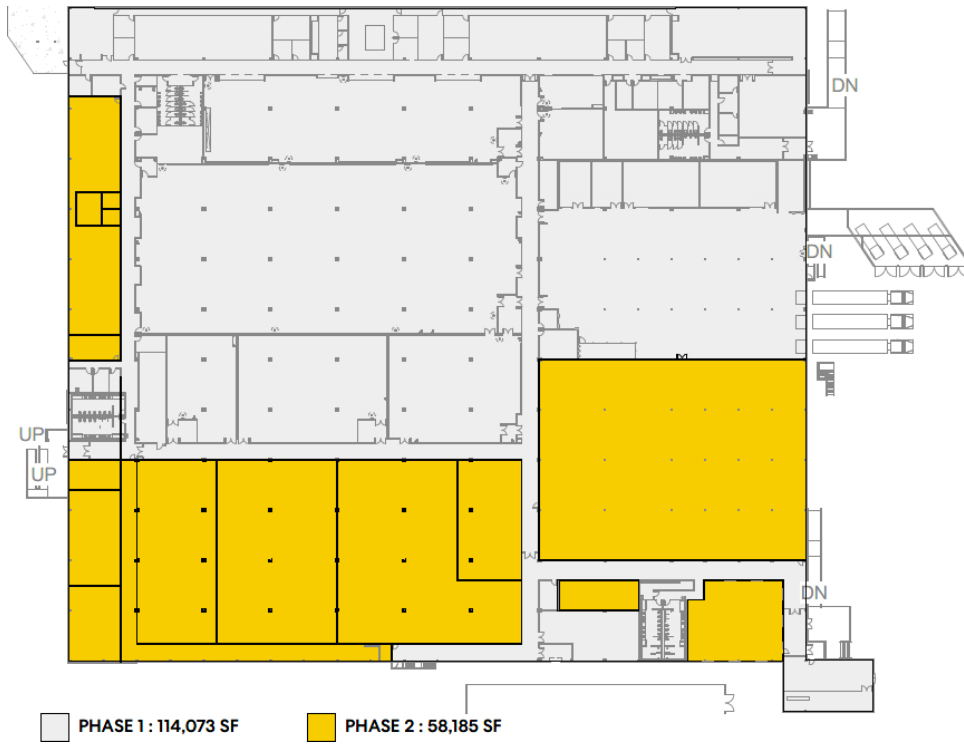 DN
DN
UP
UP
DN
PHASE 1 : 114,073 SF
PHASE 2 : 58,185 SF